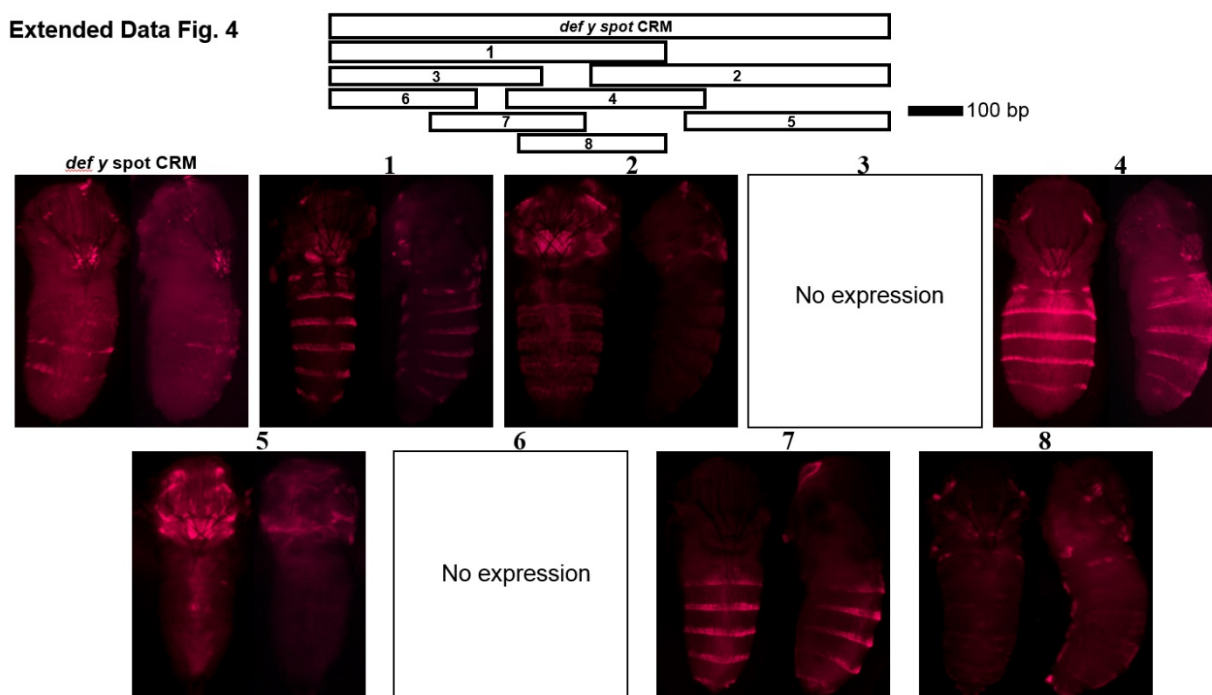 Extended Data Fig. 4
def y spot CRM
1
3
2
6
4
100 bp
7
5
8
def y spot CRM
1
2
3
4
No expression
5
6
7
8
No expression